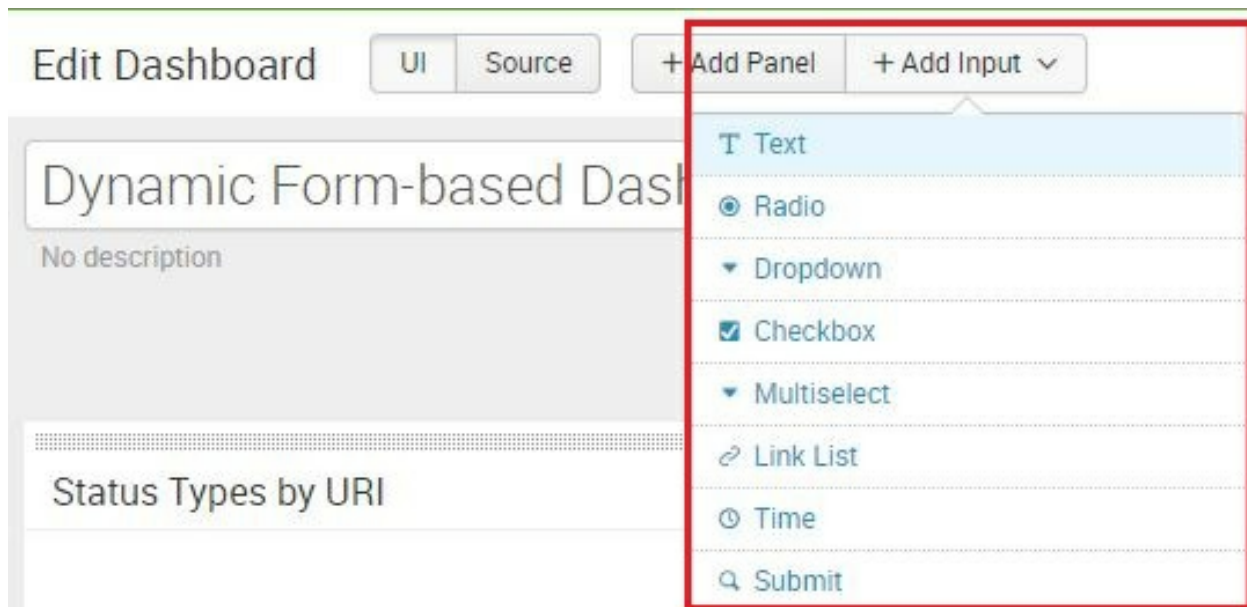 Edit Dashboard UI Source + Add Panel + Add Input
Text
Dynamic Form-based Dash
Radio
No description
Dropdown
Checkbox
Multiselect
Link List
Status Types by URI
Time
Submit